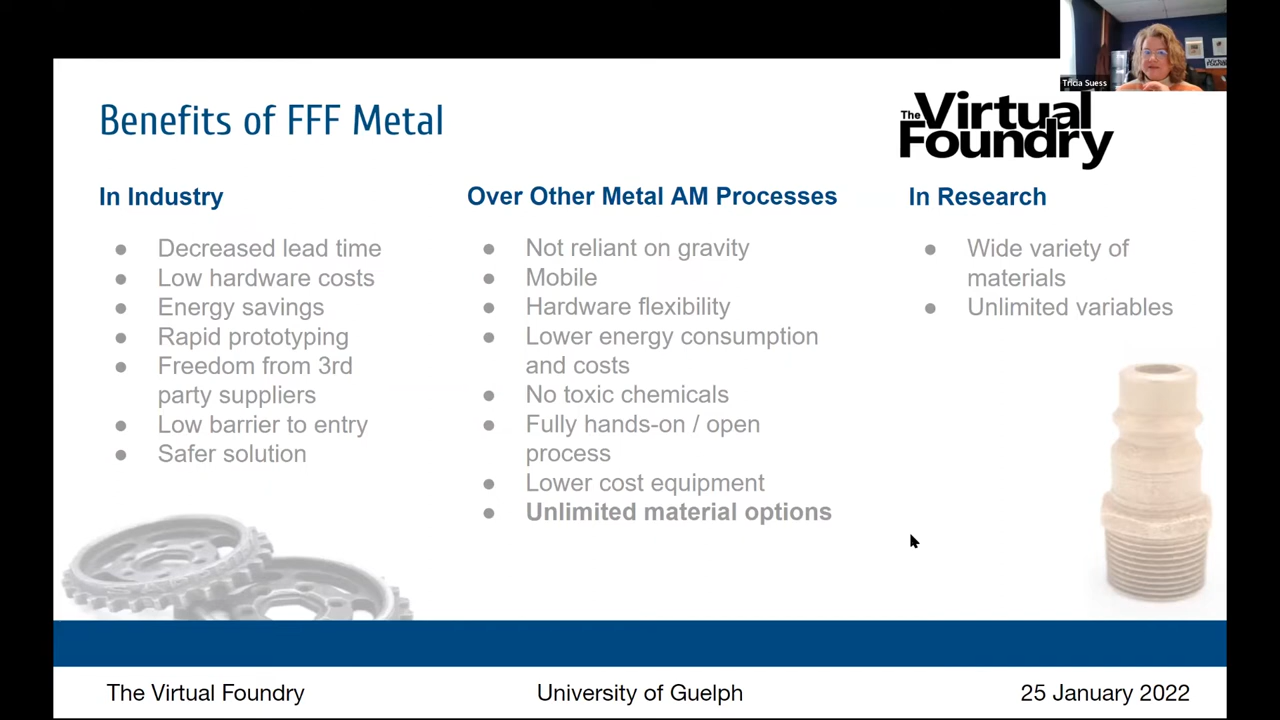 Tricia Suess
Benefits of FFF Metal
The Virtual
Foundry
In Industry
● Decreased lead time
● Low hardware costs
● Energy savings
● Rapid prototyping
● Freedom from 3rd
party suppliers
● Low barrier to entry
● Safer solution
Over Other Metal AM Processes
● Not reliant on gravity
● Mobile
● Hardware flexibility
● Lower energy consumption
and costs
● No toxic chemicals
● Fully hands-on / open
process
● Lower cost equipment
● Unlimited material options
In Research
● Wide variety of
materials
● Unlimited variables
The Virtual Foundry
University of Guelph
25 January 2022